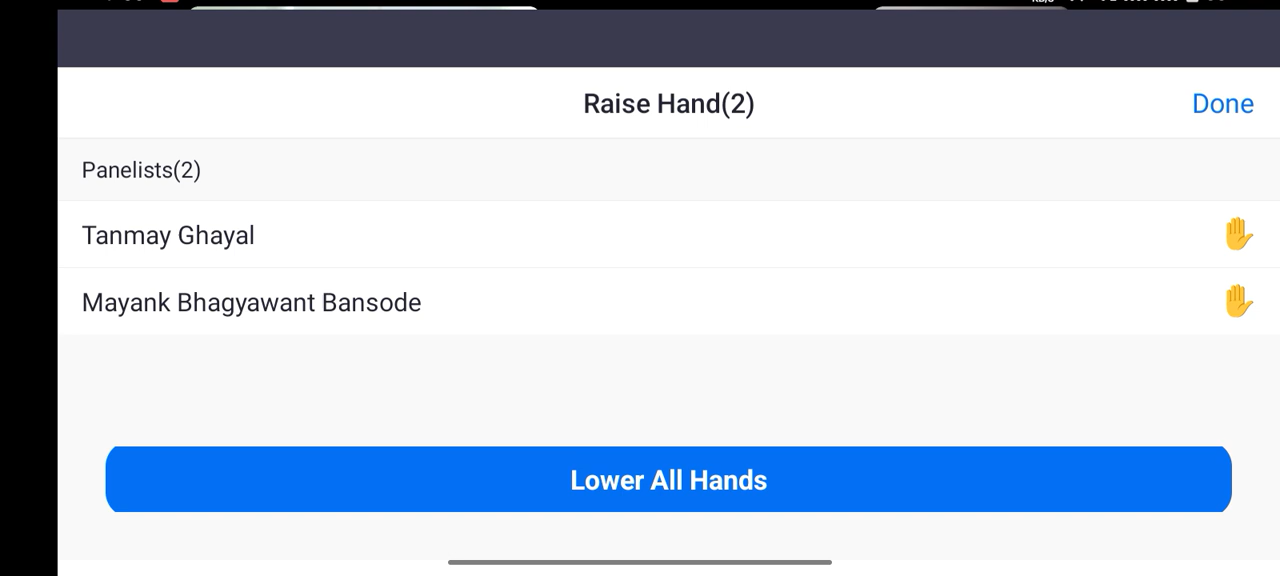 Raise Hand(2)
Done
Panelists(2)
Tanmay Ghayal
Mayank Bhagyawant Bansode
Lower All Hands